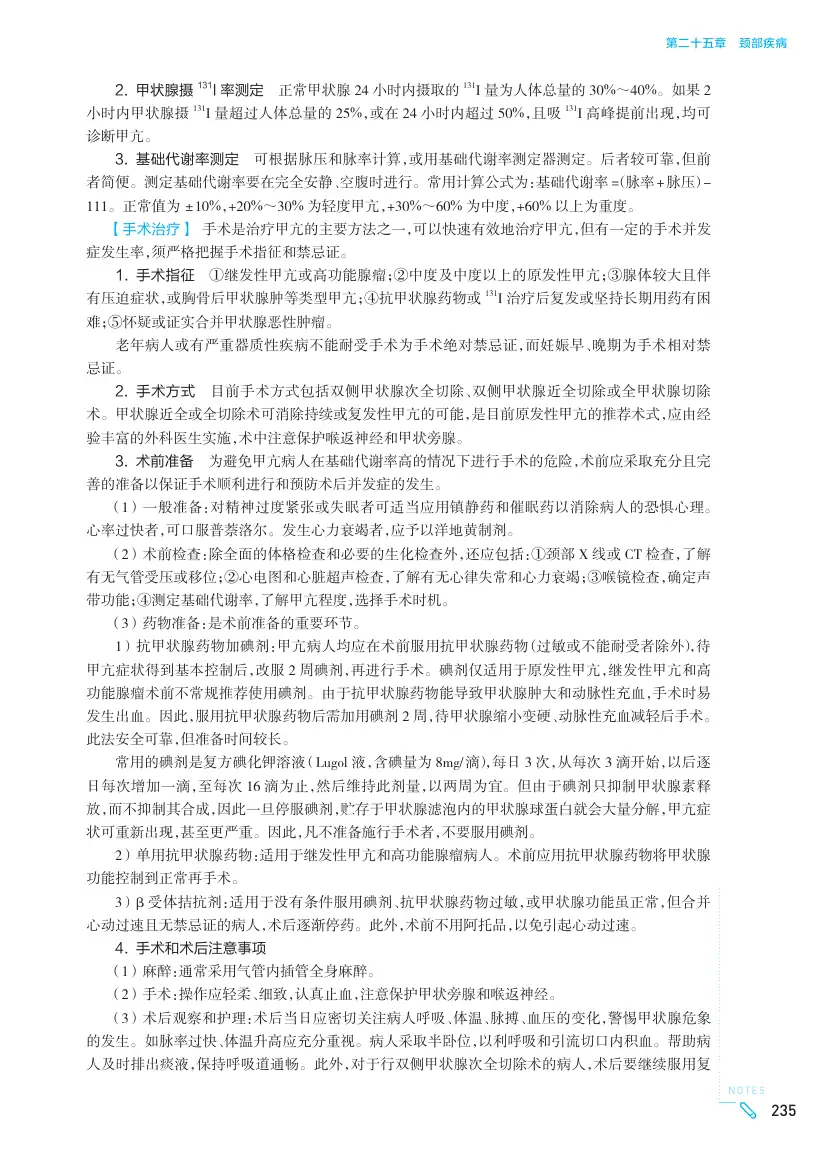 第二十五章　颈部疾病
2. 甲状腺摄 ¹³¹I 率测定　正常甲状腺 24 小时内摄取的 ¹³¹I 量为人体总量的 30%～40%。如果 2
小时内甲状腺摄 ¹³¹I 量超过人体总量的 25%,或在 24 小时内超过 50%,且吸 ¹³¹I 高峰提前出现,均可
诊断甲亢。
3. 基础代谢率测定　可根据脉压和脉率计算,或用基础代谢率测定器测定。后者较可靠,但前
者简便。测定基础代谢率要在完全安静、空腹时进行。常用计算公式为:基础代谢率 =(脉率+脉压)-
111。正常值为 ±10%,+20%～30% 为轻度甲亢,+30%～60% 为中度,+60% 以上为重度。
【手术治疗】 手术是治疗甲亢的主要方法之一,可以快速有效地治疗甲亢,但有一定的手术并发
症发生率,须严格把握手术指征和禁忌证。
1. 手术指征　①继发性甲亢或高功能腺瘤;②中度及中度以上的原发性甲亢;③腺体较大且伴
有压迫症状,或胸骨后甲状腺肿等类型甲亢;④抗甲状腺药物或 ¹³¹I 治疗后复发或坚持长期用药有困
难;⑤怀疑或证实合并甲状腺恶性肿瘤。
老年病人或有严重器质性疾病不能耐受手术为手术绝对禁忌证,而妊娠早、晚期为手术相对禁
忌证。
2. 手术方式　目前手术方式包括双侧甲状腺次全切除、双侧甲状腺近全切除或全甲状腺切除
术。甲状腺近全或全切除术可消除持续或复发性甲亢的可能,是目前原发性甲亢的推荐术式,应由经
验丰富的外科医生实施,术中注意保护喉返神经和甲状旁腺。
3. 术前准备　为避免甲亢病人在基础代谢率高的情况下进行手术的危险,术前应采取充分且完
善的准备以保证手术顺利进行和预防术后并发症的发生。
（1）一般准备:对精神过度紧张或失眠者可适当应用镇静药和催眠药以消除病人的恐惧心理。
心率过快者,可口服普萘洛尔。发生心力衰竭者,应予以洋地黄制剂。
（2）术前检查:除全面的体格检查和必要的生化检查外,还应包括:①颈部 X 线或 CT 检查,了解
有无气管受压或移位;②心电图和心脏超声检查,了解有无心律失常和心力衰竭;③喉镜检查,确定声
带功能;④测定基础代谢率,了解甲亢程度,选择手术时机。
（3）药物准备:是术前准备的重要环节。
1）抗甲状腺药物加碘剂:甲亢病人均应在术前服用抗甲状腺药物(过敏或不能耐受者除外),待
甲亢症状得到基本控制后,改服 2 周碘剂,再进行手术。碘剂仅适用于原发性甲亢,继发性甲亢和高
功能腺瘤术前不常规推荐使用碘剂。由于抗甲状腺药物能导致甲状腺肿大和动脉性充血,手术时易
发生出血。因此,服用抗甲状腺药物后需加用碘剂 2 周,待甲状腺缩小变硬、动脉性充血减轻后手术。
此法安全可靠,但准备时间较长。
常用的碘剂是复方碘化钾溶液（Lugol 液,含碘量为 8mg/滴),每日 3 次,从每次 3 滴开始,以后逐
日每次增加一滴,至每次 16 滴为止,然后维持此剂量,以两周为宜。但由于碘剂只抑制甲状腺素释
放,而不抑制其合成,因此一旦停服碘剂,贮存于甲状腺滤泡内的甲状腺球蛋白就会大量分解,甲亢症
状可重新出现,甚至更严重。因此,凡不准备施行手术者,不要服用碘剂。
2）单用抗甲状腺药物:适用于继发性甲亢和高功能腺瘤病人。术前应用抗甲状腺药物将甲状腺
功能控制到正常再手术。
3）β 受体拮抗剂:适用于没有条件服用碘剂、抗甲状腺药物过敏,或甲状腺功能虽正常,但合并
心动过速且无禁忌证的病人,术后逐渐停药。此外,术前不用阿托品,以免引起心动过速。
4. 手术和术后注意事项
（1）麻醉:通常采用气管内插管全身麻醉。
（2）手术:操作应轻柔、细致,认真止血,注意保护甲状旁腺和喉返神经。
（3）术后观察和护理:术后当日应密切关注病人呼吸、体温、脉搏、血压的变化,警惕甲状腺危象
的发生。如脉率过快、体温升高应充分重视。病人采取半卧位,以利呼吸和引流切口内积血。帮助病
人及时排出痰液,保持呼吸道通畅。此外,对于行双侧甲状腺次全切除术的病人,术后要继续服用复
NOTES
235